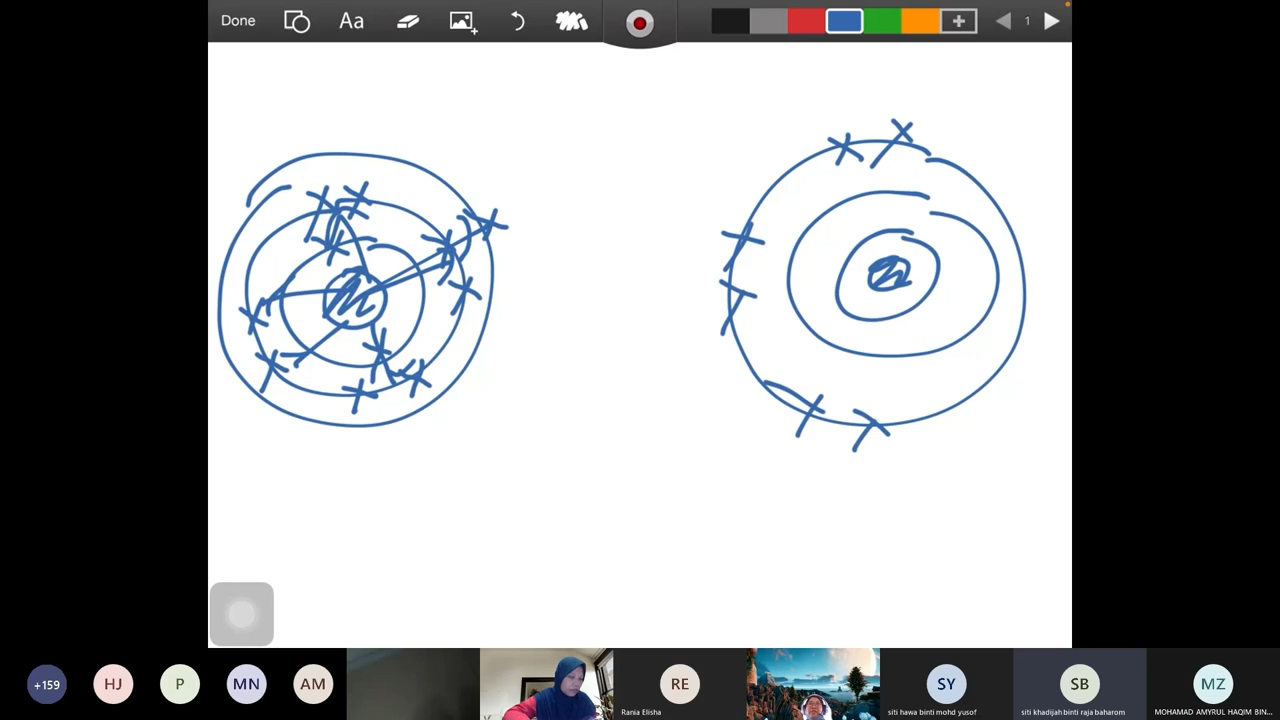 Done Aa 1
+159 HJ P MN AM RE SY SB MZ
Rania Elisha siti hawa binti mohd yusof siti khadijah binti raja baharom MOHAMAD AMYRUL HAQIM BIN...